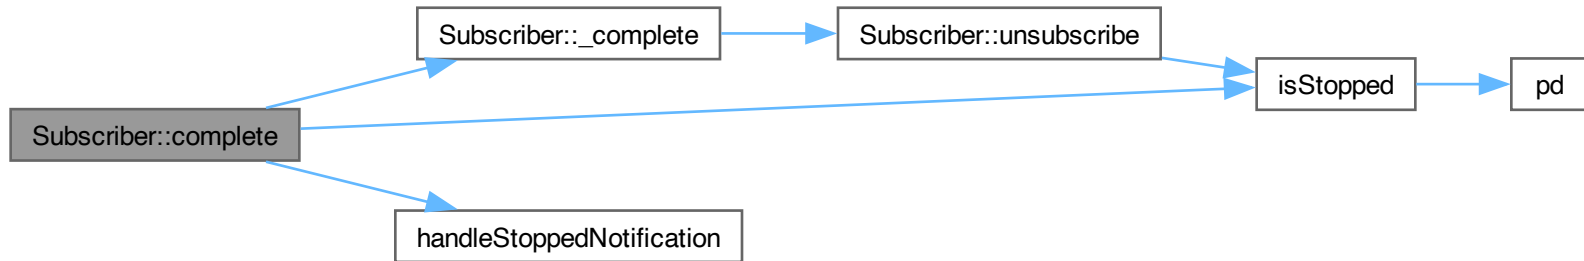 Subscriber::_complete
Subscriber::unsubscribe
isStopped
pd
Subscriber::complete
handleStoppedNotification